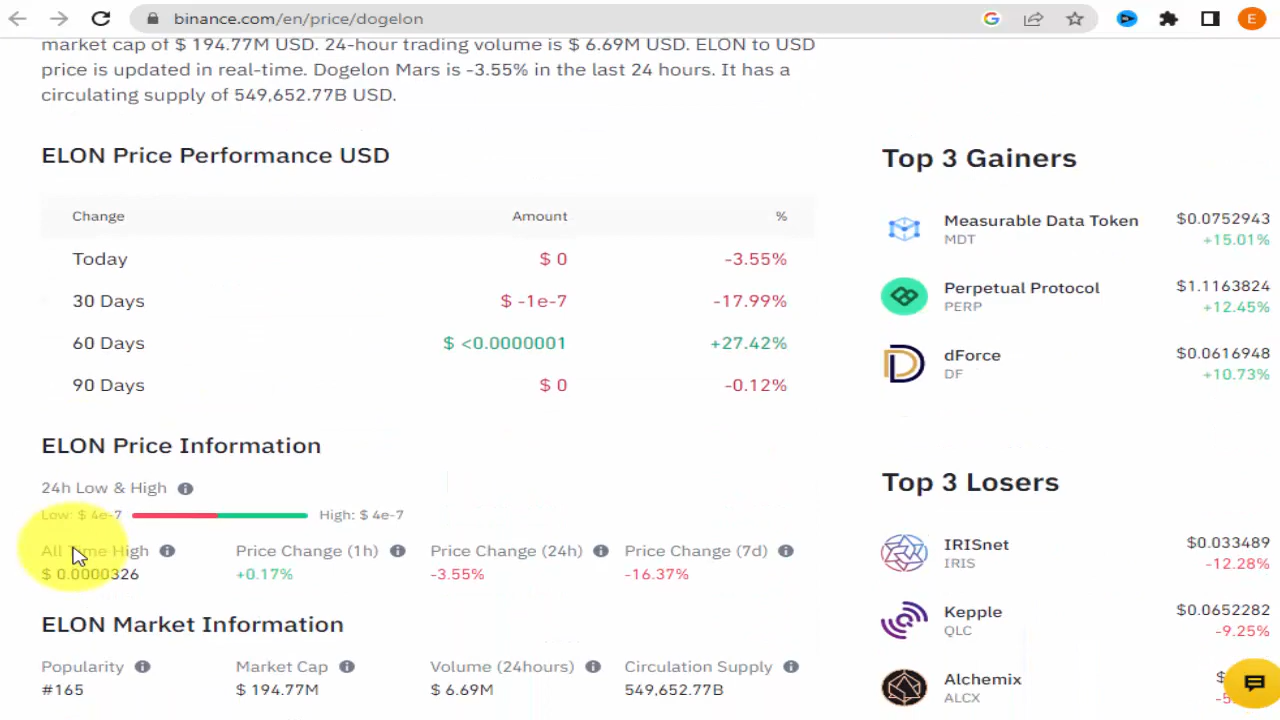 binance.com/en/price/dogelon
E
market cap of $ 194.77M USD. 24-hour trading volume is $ 6.69M USD. ELON to USD
price is updated in real-time. Dogelon Mars is -3.55% in the last 24 hours. It has a
circulating supply of 549,652.77B USD.
ELON Price Performance USD
Change Amount %
Today $ 0 -3.55%
30 Days $ -1e-7 -17.99%
60 Days $ <0.0000001 +27.42%
90 Days $ 0 -0.12%
ELON Price Information
24h Low & High
Low: $ 4e-7 High: $ 4e-7
All Time High Price Change (1h) Price Change (24h) Price Change (7d)
$ 0.0000326 +0.17% -3.55% -16.37%
ELON Market Information
Popularity Market Cap Volume (24hours) Circulation Supply
#165 $ 194.77M $ 6.69M 549,652.77B
Top 3 Gainers
Measurable Data Token $0.0752943
MDT +15.01%
Perpetual Protocol $1.1163824
PERP +12.45%
dForce $0.0616948
DF +10.73%
Top 3 Losers
IRISnet $0.033489
IRIS -12.28%
Kepple $0.0652282
QLC -9.25%
Alchemix $
ALCX